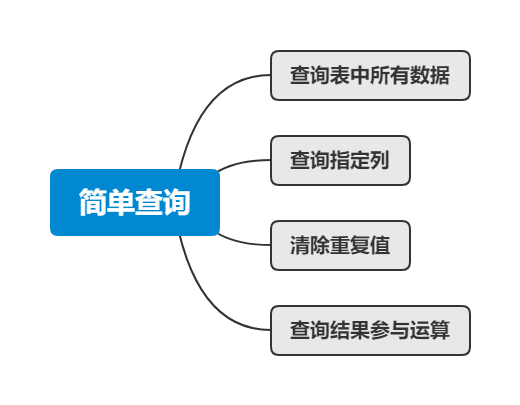 查询表中所有数据
查询指定列
简单查询
清除重复值
查询结果参与运算